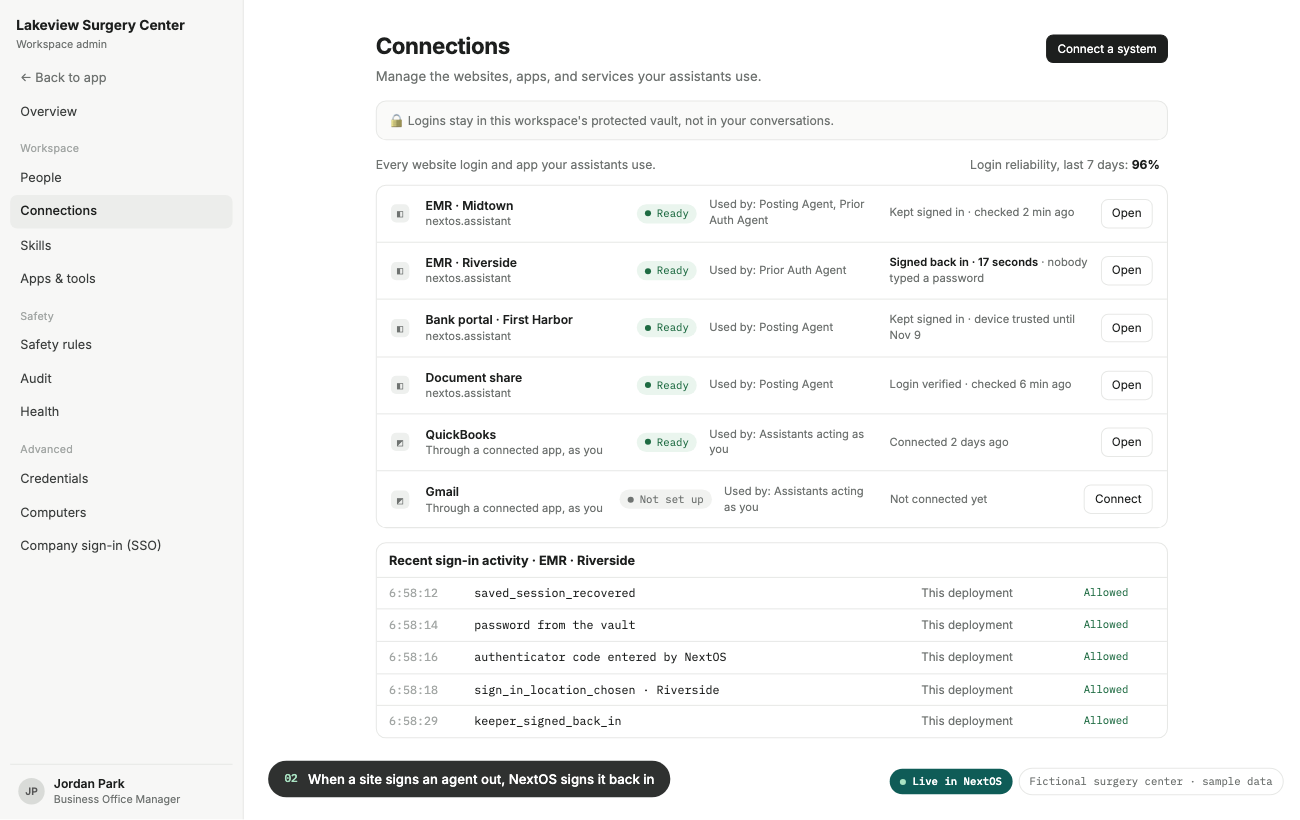 Lakeview Surgery Center
Workspace admin
← Back to app
Overview
Workspace
People
Connections
Skills
Apps & tools
Safety
Safety rules
Audit
Health
Advanced
Credentials
Computers
Company sign-in (SSO)
JP
Jordan Park
Business Office Manager
Connections
Connect a system
Manage the websites, apps, and services your assistants use.
🔒 Logins stay in this workspace's protected vault, not in your conversations.
Every website login and app your assistants use.
Login reliability, last 7 days: 96%
EMR · Midtown
nextos.assistant
Ready
Used by: Posting Agent, Prior
Auth Agent
Kept signed in · checked 2 min ago
Open
EMR · Riverside
nextos.assistant
Ready
Used by: Prior Auth Agent
Signed back in · 17 seconds · nobody
typed a password
Open
Bank portal · First Harbor
nextos.assistant
Ready
Used by: Posting Agent
Kept signed in · device trusted until
Nov 9
Open
Document share
nextos.assistant
Ready
Used by: Posting Agent
Login verified · checked 6 min ago
Open
QuickBooks
Through a connected app, as you
Ready
Used by: Assistants acting as
you
Connected 2 days ago
Open
Gmail
Through a connected app, as you
Not set up
Used by: Assistants acting
as you
Not connected yet
Connect
Recent sign-in activity · EMR · Riverside
6:58:12 saved_session_recovered This deployment Allowed
6:58:14 password from the vault This deployment Allowed
6:58:16 authenticator code entered by NextOS This deployment Allowed
6:58:18 sign_in_location_chosen · Riverside This deployment Allowed
6:58:29 keeper_signed_back_in This deployment Allowed
02 When a site signs an agent out, NextOS signs it back in
Live in NextOS
Fictional surgery center · sample data